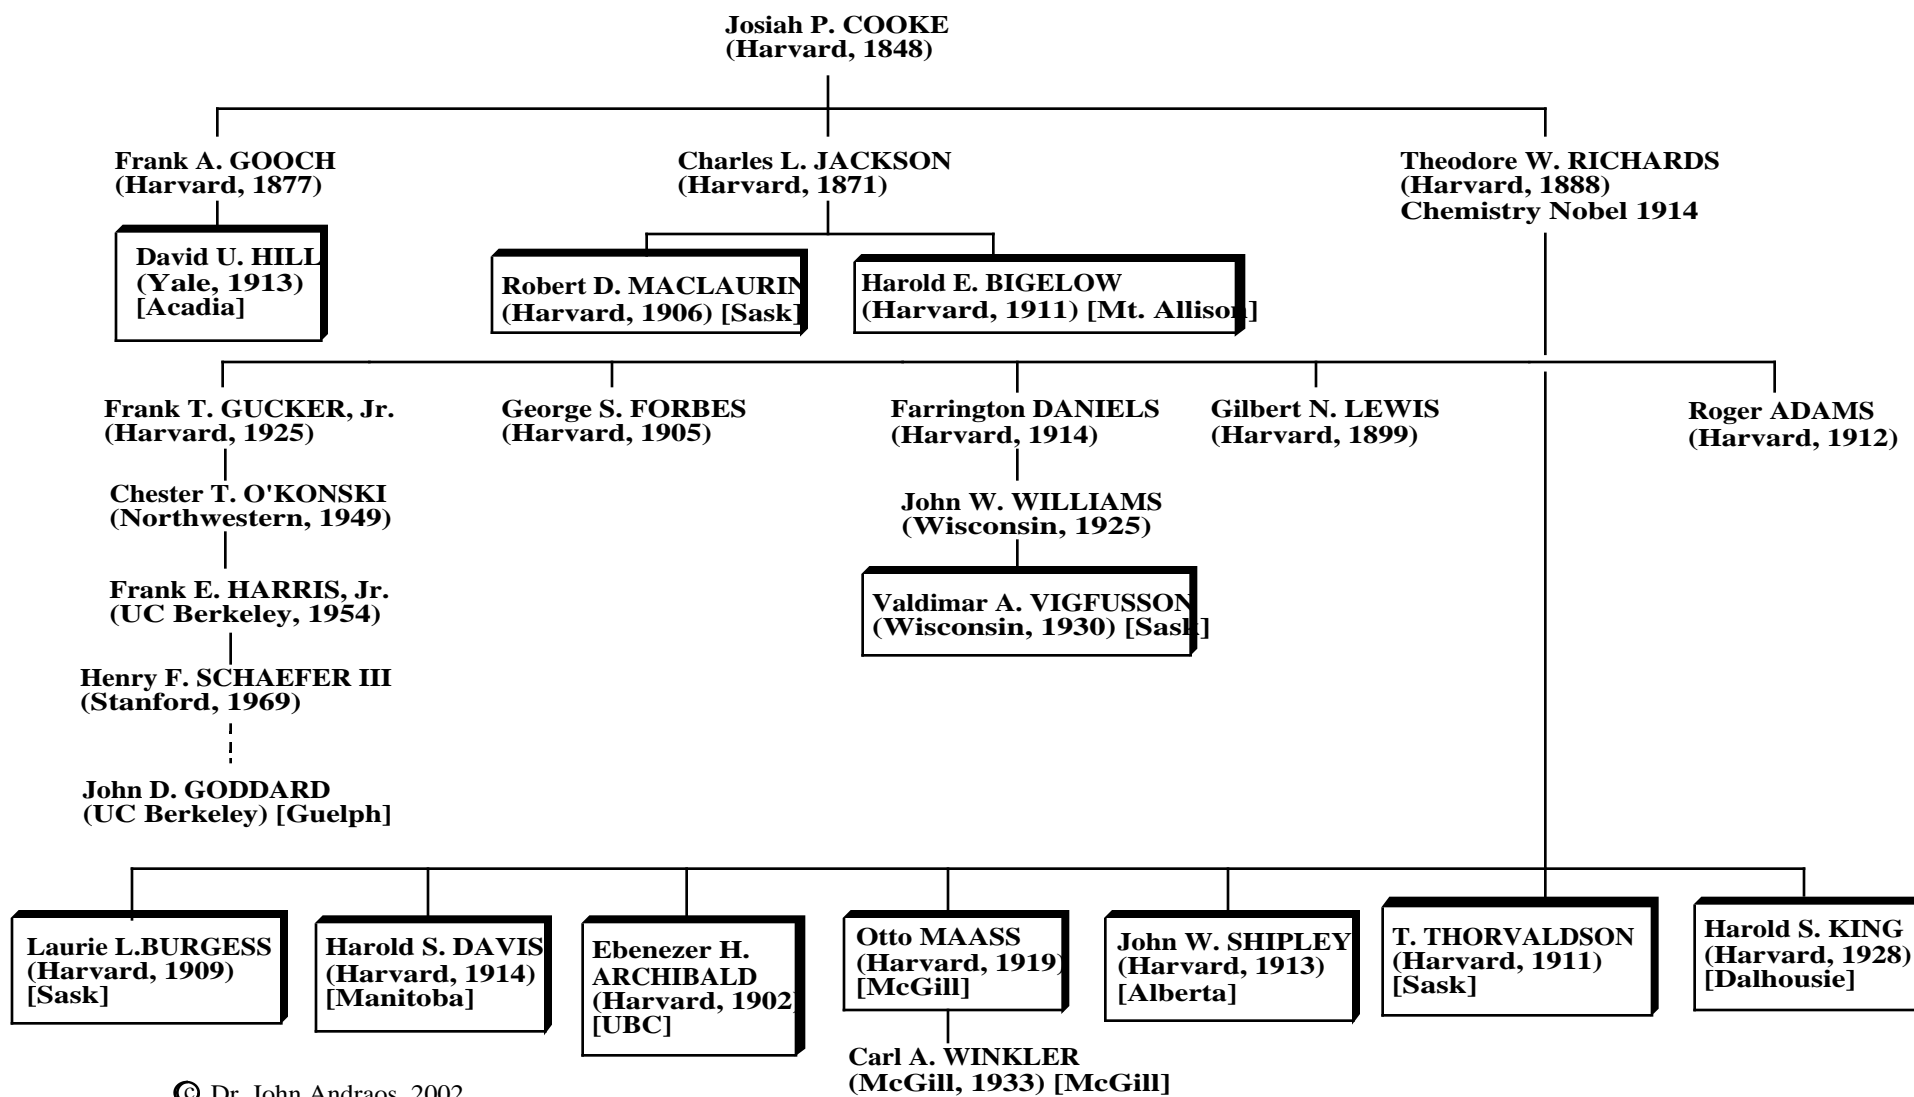 Josiah P. COOKE
(Harvard, 1848)
Frank A. GOOCH
(Harvard, 1877)
Charles L. JACKSON
(Harvard, 1871)
Theodore W. RICHARDS
(Harvard, 1888)
Chemistry Nobel 1914
David U. HILL
(Yale, 1913)
[Acadia]
Robert D. MACLAURIN
(Harvard, 1906) [Sask]
Harold E. BIGELOW
(Harvard, 1911) [Mt. Allison]
Frank T. GUCKER, Jr.
(Harvard, 1925)
George S. FORBES
(Harvard, 1905)
Farrington DANIELS
(Harvard, 1914)
Gilbert N. LEWIS
(Harvard, 1899)
Roger ADAMS
(Harvard, 1912)
Chester T. O'KONSKI
(Northwestern, 1949)
John W. WILLIAMS
(Wisconsin, 1925)
Frank E. HARRIS, Jr.
(UC Berkeley, 1954)
Valdimar A. VIGFUSSON
(Wisconsin, 1930) [Sask]
Henry F. SCHAEFER III
(Stanford, 1969)
John D. GODDARD
(UC Berkeley) [Guelph]
Laurie L.BURGESS
(Harvard, 1909)
[Sask]
Harold S. DAVIS
(Harvard, 1914)
[Manitoba]
Ebenezer H.
ARCHIBALD
(Harvard, 1902)
[UBC]
Otto MAASS
(Harvard, 1919)
[McGill]
John W. SHIPLEY
(Harvard, 1913)
[Alberta]
T. THORVALDSON
(Harvard, 1911)
[Sask]
Harold S. KING
(Harvard, 1928)
[Dalhousie]
Carl A. WINKLER
(McGill, 1933) [McGill]
© Dr. John Andraos, 2002